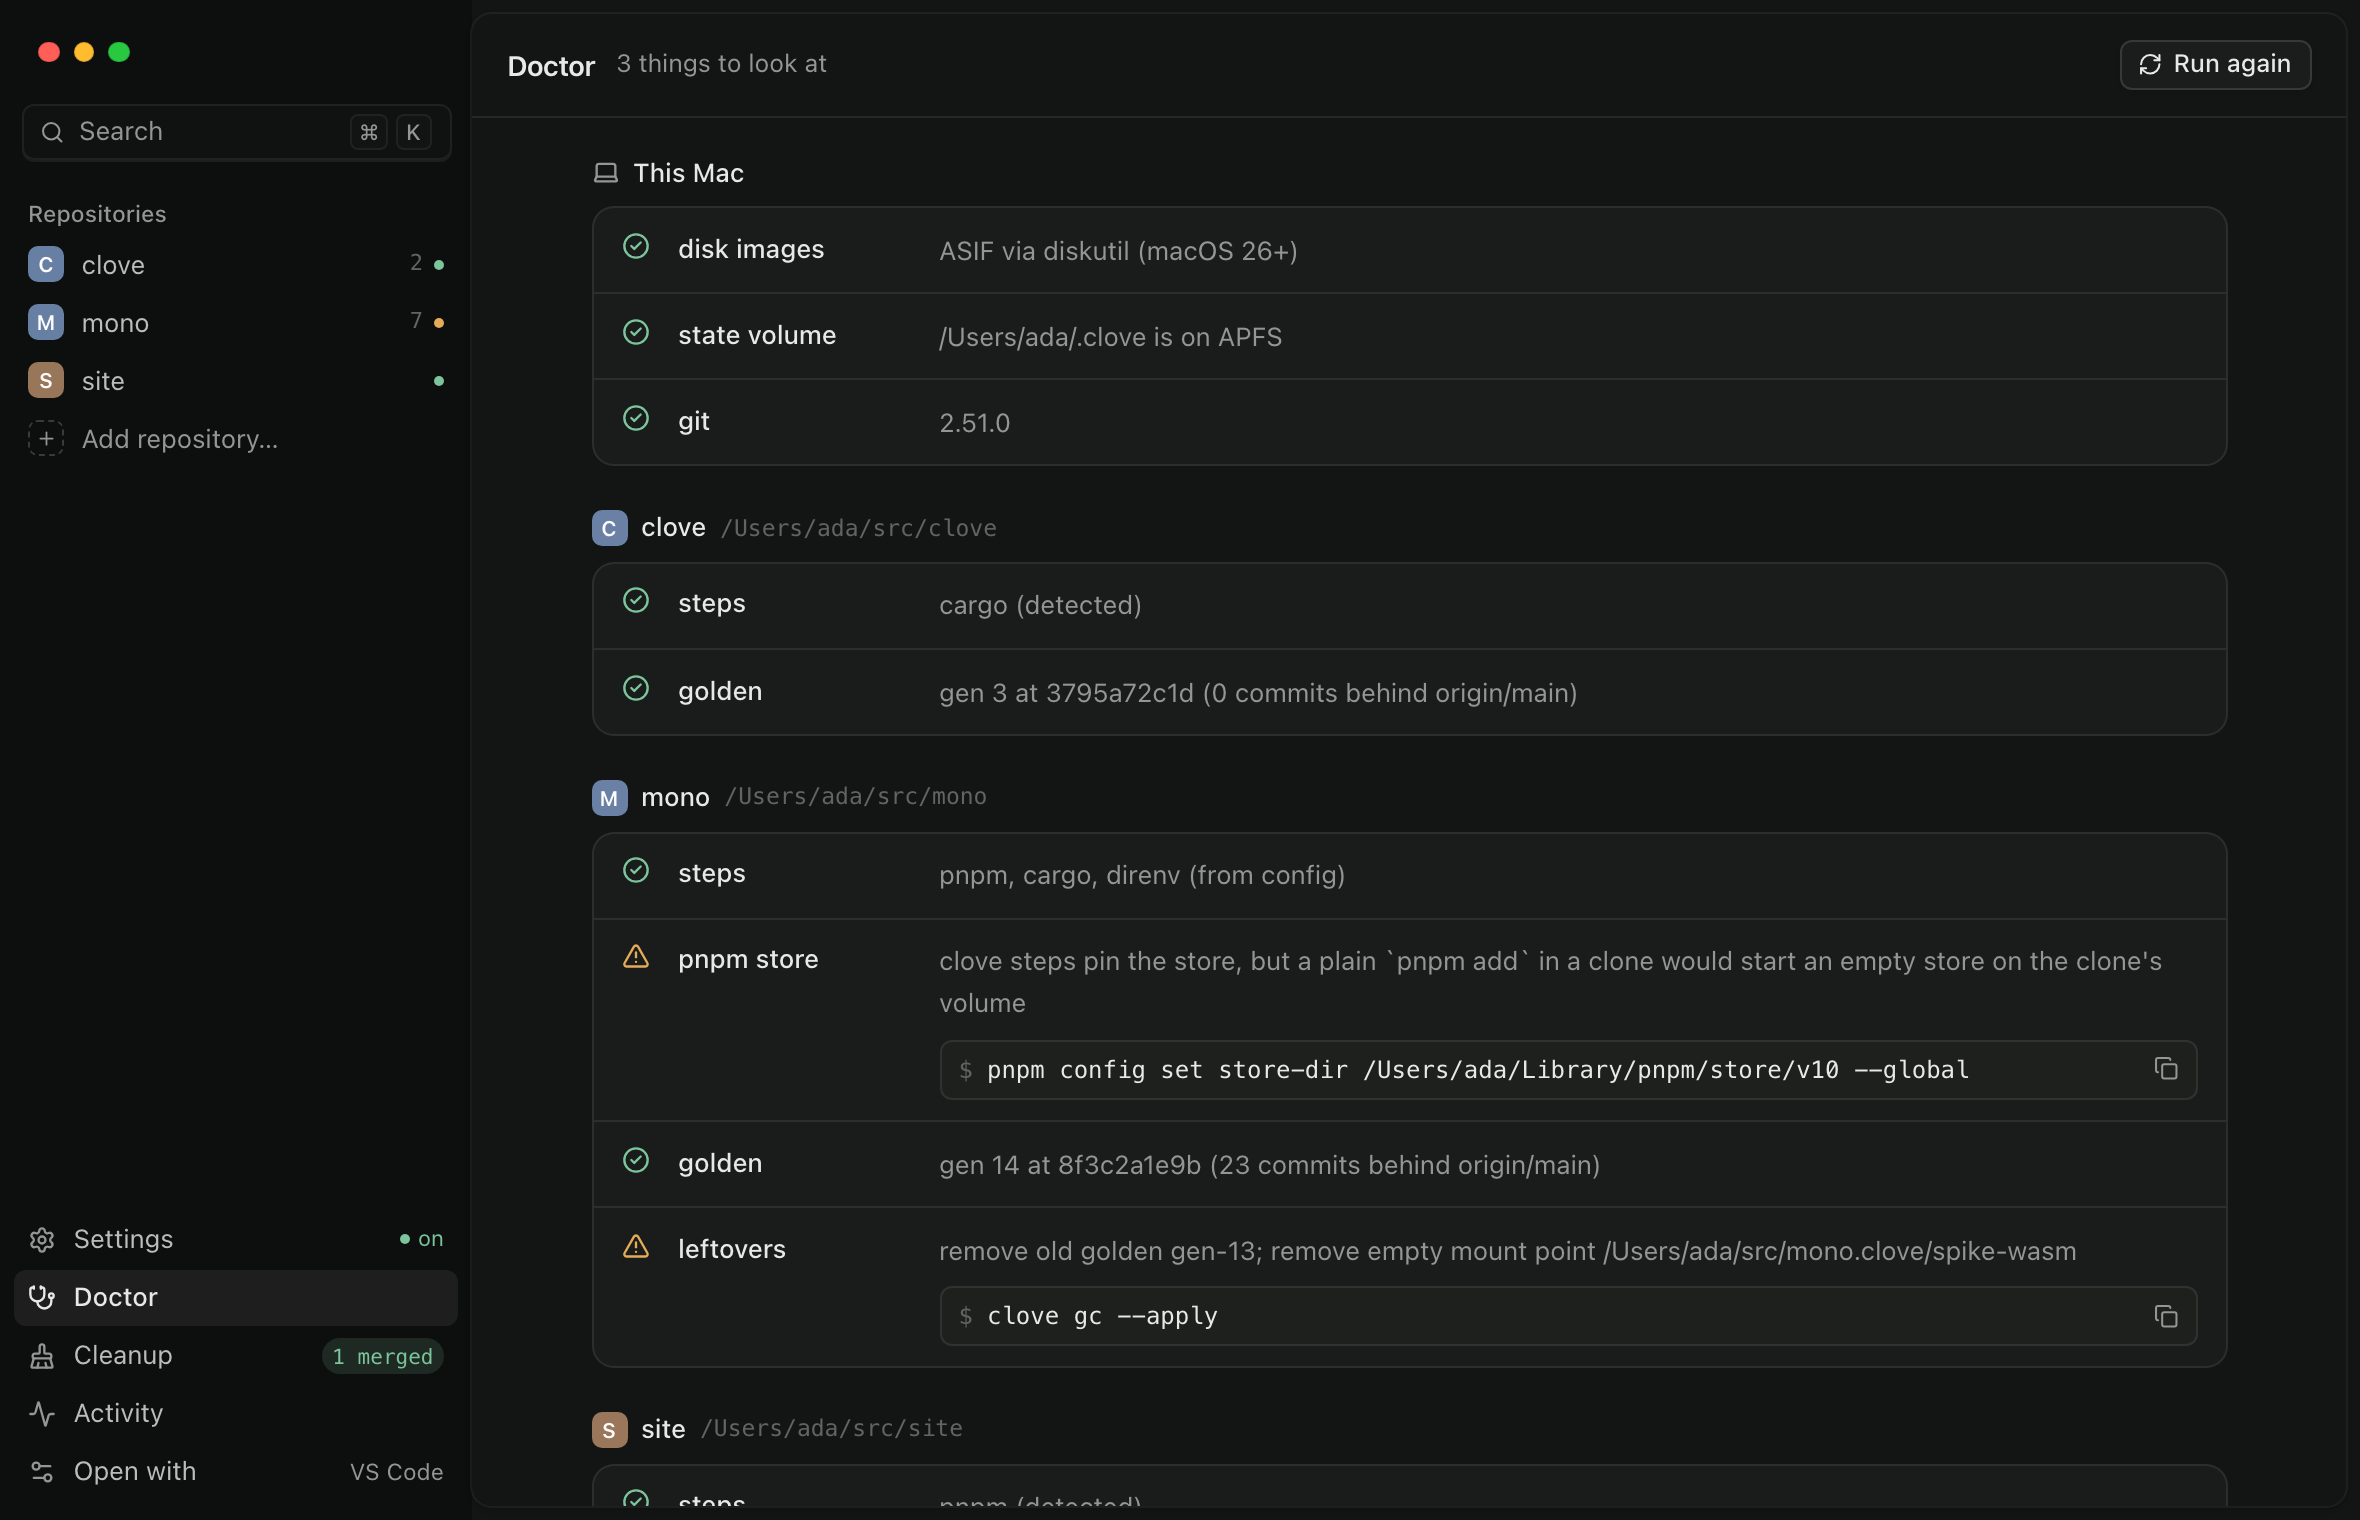 Search ⌘ K
Repositories
C clove 2
M mono 7
S site
+ Add repository...
Settings on
Doctor
Cleanup 1 merged
Activity
Open with VS Code
Doctor 3 things to look at Run again
This Mac
disk images ASIF via diskutil (macOS 26+)
state volume /Users/ada/.clove is on APFS
git 2.51.0
C clove /Users/ada/src/clove
steps cargo (detected)
golden gen 3 at 3795a72c1d (0 commits behind origin/main)
M mono /Users/ada/src/mono
steps pnpm, cargo, direnv (from config)
pnpm store clove steps pin the store, but a plain `pnpm add` in a clone would start an empty store on the clone's
volume
$ pnpm config set store-dir /Users/ada/Library/pnpm/store/v10 --global
golden gen 14 at 8f3c2a1e9b (23 commits behind origin/main)
leftovers remove old golden gen-13; remove empty mount point /Users/ada/src/mono.clove/spike-wasm
$ clove gc --apply
S site /Users/ada/src/site
steps pnpm (detected)